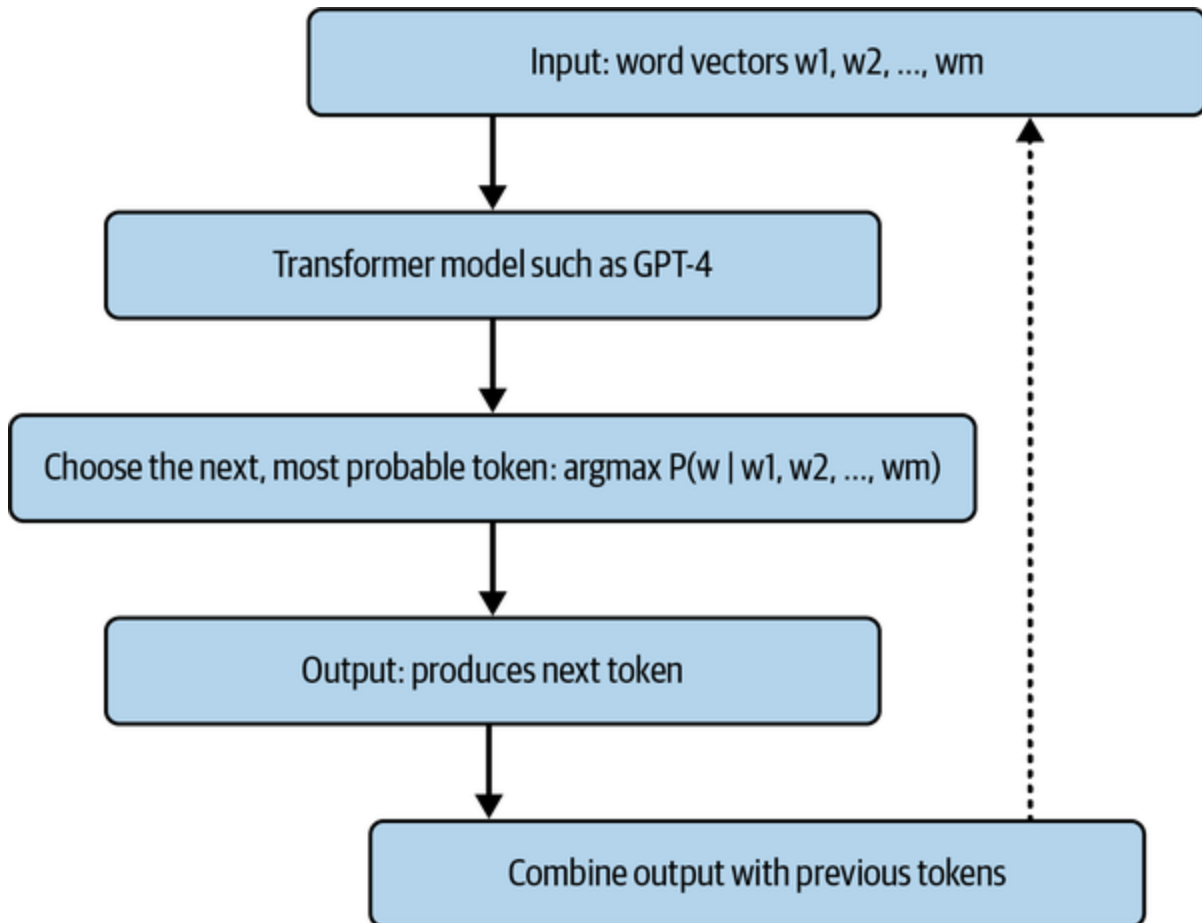 Input: word vectors w1, w2, ..., wm
Transformer model such as GPT-4
Choose the next, most probable token: argmax P(w | w1, w2, ..., wm)
Output: produces next token
Combine output with previous tokens